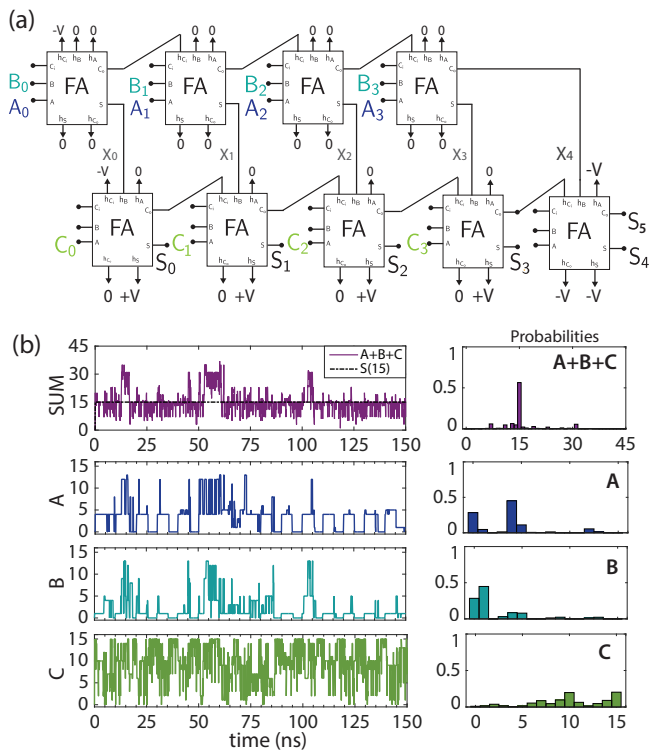 (a)
-V 0 0 0 0 0 0 0 0 0 0 0
hCi hB hA hCi hB hA hCi hB hA hCi hB hA
Ci Co Ci Co Ci Co Ci Co
B0 B FA B1 B FA B2 B FA B3 B FA
A0 A S A1 A S A2 A S A3 A S
hS hCo hS hCo hS hCo hS hCo
0 0 0 0 0 0 0 0
X0 X1 X2 X3 X4
-V 0 0 0 0 -V
hCi hB hA hCi hB hA hCi hB hA hCi hB hA hCi hB hA
Ci Co Ci Co Ci Co Ci Co Ci Co S5
B FA B FA B FA B FA B FA
C0 A S S0 C1 A S S1 C2 A S S2 C3 A S S3 A S S4
hCo hS hCo hS hCo hS hCo hS hCo hS
0 +V 0 +V 0 +V 0 +V -V -V
(b)
Probabilities
SUM
45
30
15
0
0 25 50 75 100 125 150
A+B+C
S(15)
1
0.5
0
0 15 30 45
A+B+C
A
15
10
5
0
1
0.5
0
A
B
15
10
5
0
1
0.5
0
B
C
15
10
5
0
0 25 50 75 100 125 150
time (ns)
1
0.5
0
0 5 10 15
C